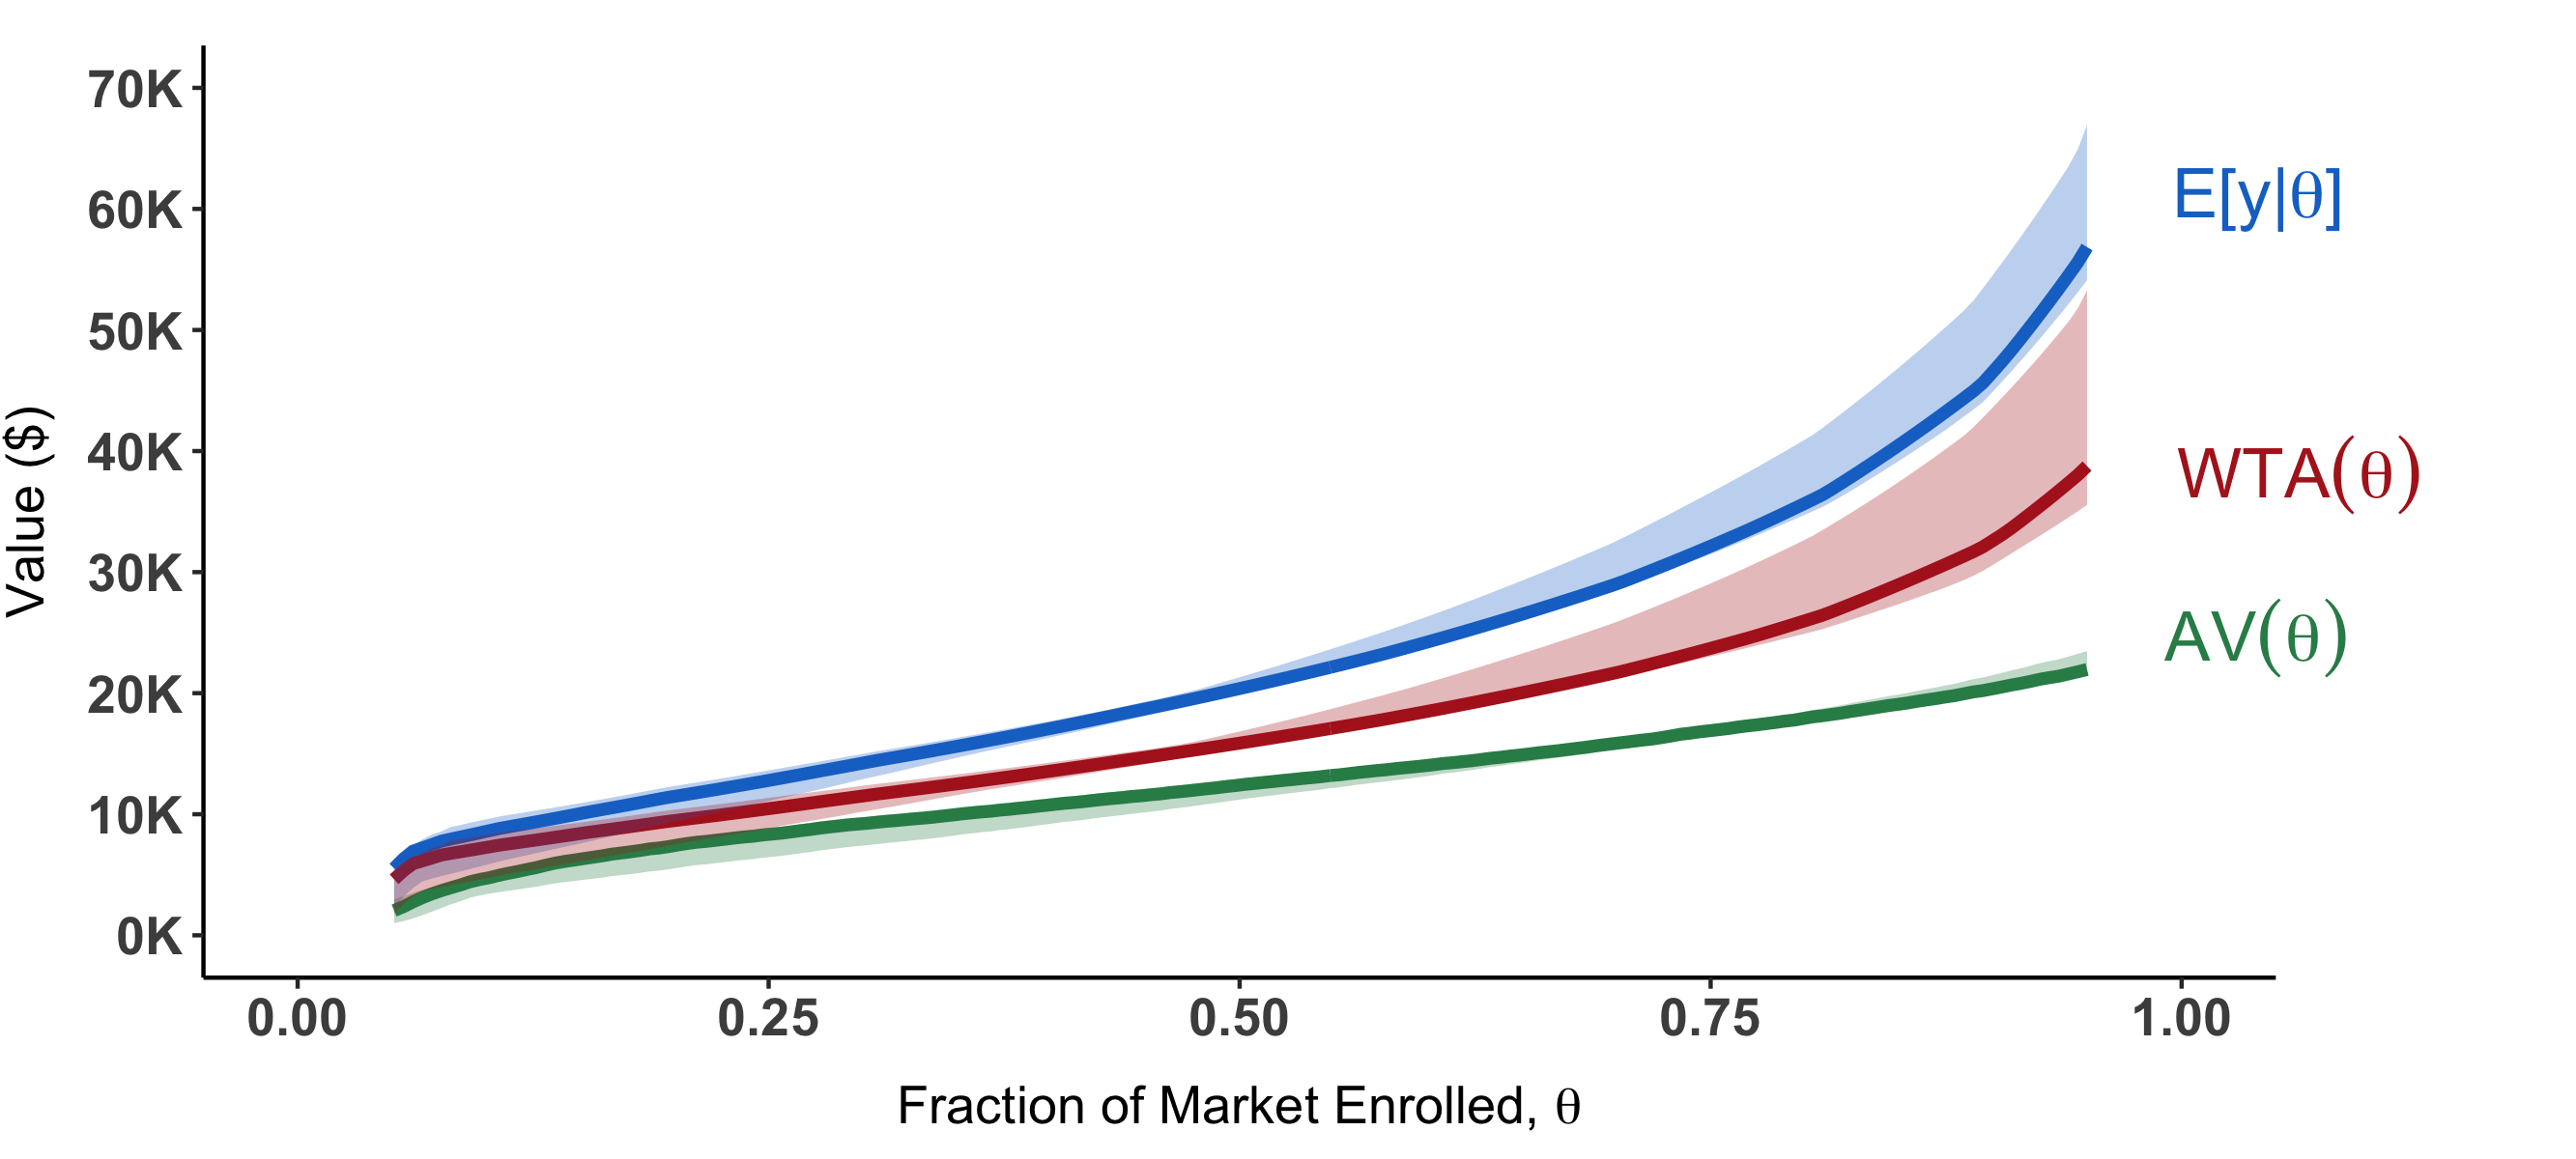 70K
60K
50K
40K
30K
20K
10K
0K
Value ($)
E[y|θ]
WTA(θ)
AV(θ)
0.00 0.25 0.50 0.75 1.00
Fraction of Market Enrolled, θ